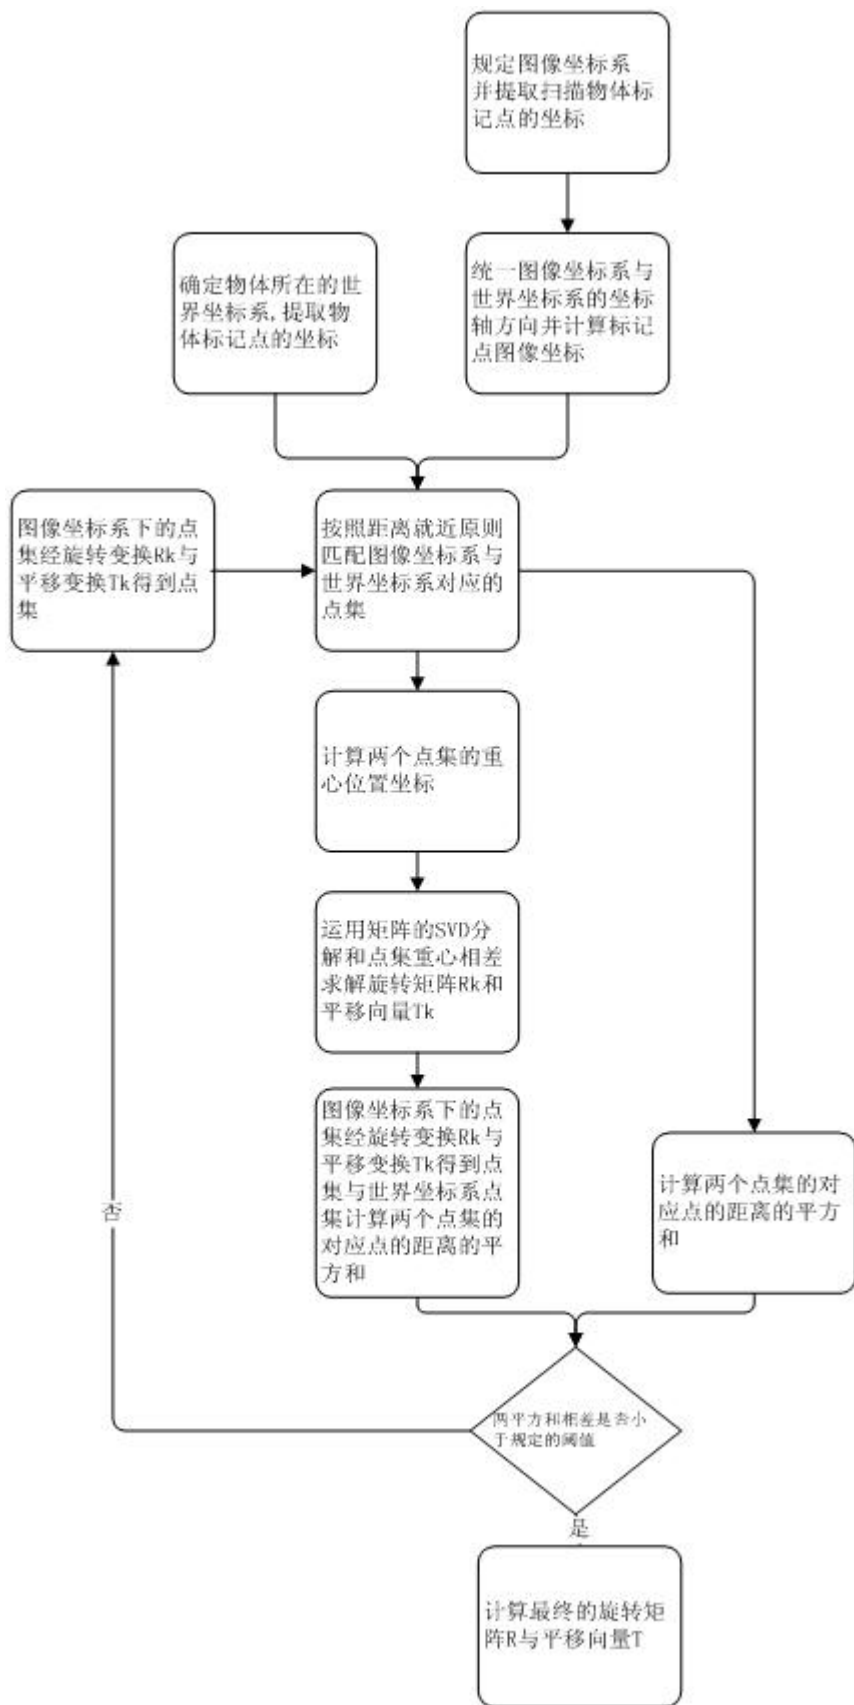 规定图像坐标系
并提取扫描物体标
记点的坐标
确定物体所在的世
界坐标系,提取物
体标记点的坐标
统一图像坐标系与
世界坐标系的坐标
轴方向并计算标记
点图像坐标
图像坐标系下的点
集经旋转变换Rk与
平移变换Tk得到点
集
按照距离就近原则
匹配图像坐标系与
世界坐标系对应的
点集
计算两个点集的重
心位置坐标
运用矩阵的SVD分
解和点集重心相差
求解旋转矩阵Rk和
平移向量Tk
图像坐标系下的点
集经旋转变换Rk与
平移变换Tk得到点
集与世界坐标系点
集计算两个点集的
对应点的距离的平
方和
计算两个点集的对
应点的距离的平方
和
否
两平方和相差是否小
于规定的阈值
是
计算最终的旋转矩
阵R与平移向量T